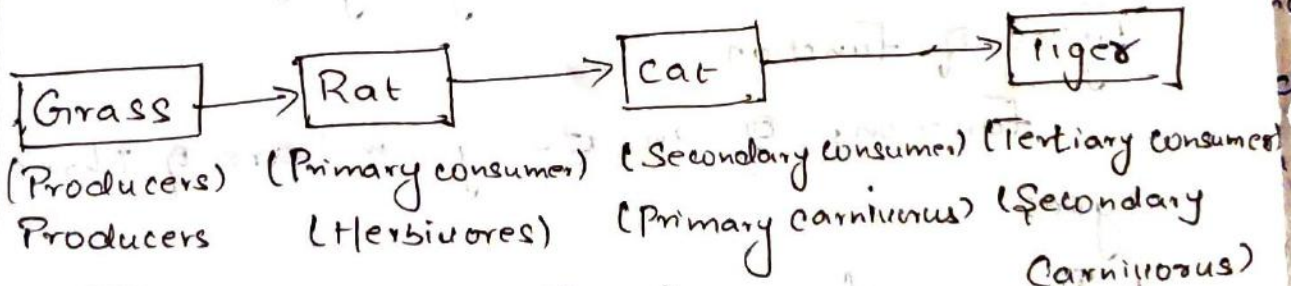 Grass Rat Cat Tiger
(Producers) (Primary consumer) (Secondary consumer) (Tertiary consumer)
Producers (Herbivores) (Primary carnivorus) (Secondary
Carnivorus)